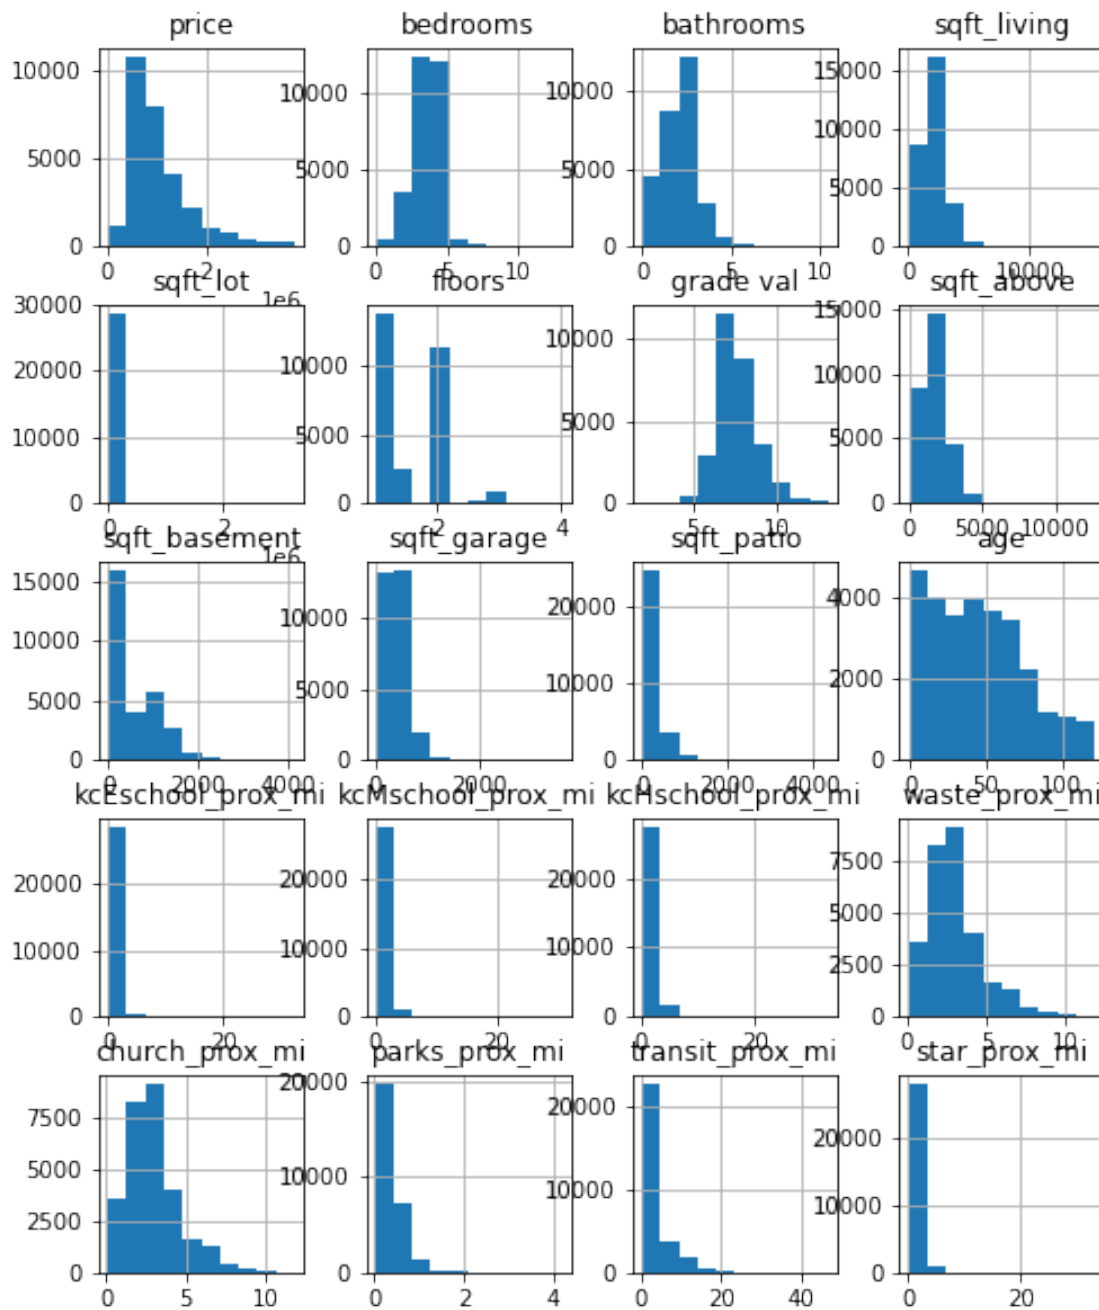 price bedrooms bathrooms sqft_living
10000 10000 10000 15000
5000 5000 5000 10000
5000
0 0 0 0
0 2 0 5 10 0 5 10 0 10000
1e6
sqft_lot floors grade val sqft_above
30000 10000 10000 15000
20000 10000
10000 5000 5000 5000
0 0 0 0
0 2 2 4 5 10 0 5000 10000
1e6
sqft_basement sqft_garage sqft_patio age
15000 10000 20000 4000
10000
5000 5000 10000 2000
0 0 0 0
0 2000 4000 0 2000 0 2000 4000 0 50 100
kcEschool_prox_mi kcMschool_prox_mi kcHschool_prox_mi waste_prox_mi
20000 20000 20000 7500
5000
10000 10000 10000 2500
0 0 0 0
0 20 0 20 0 20 0 5 10
church_prox_mi parks_prox_mi transit_prox_mi star_prox_mi
7500 20000 20000 20000
5000
2500 10000 10000 10000
0 0 0 0
0 5 10 0 2 4 0 20 40 0 20